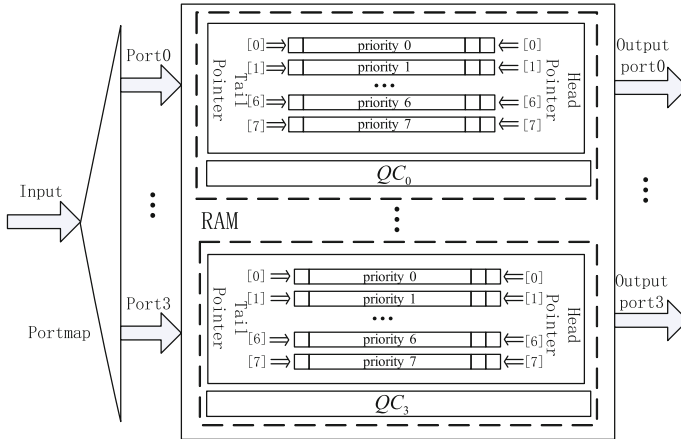 Input
Portmap
Port0
Port3
[0] priority 0 [0]
[1] priority 1 [1]
[6] priority 6 [6]
[7] priority 7 [7]
Tail
Pointer
Head
Pointer
QC0
RAM
[0] priority 0 [0]
[1] priority 1 [1]
[6] priority 6 [6]
[7] priority 7 [7]
Tail
Pointer
Head
Pointer
QC3
Output
port0
Output
port3